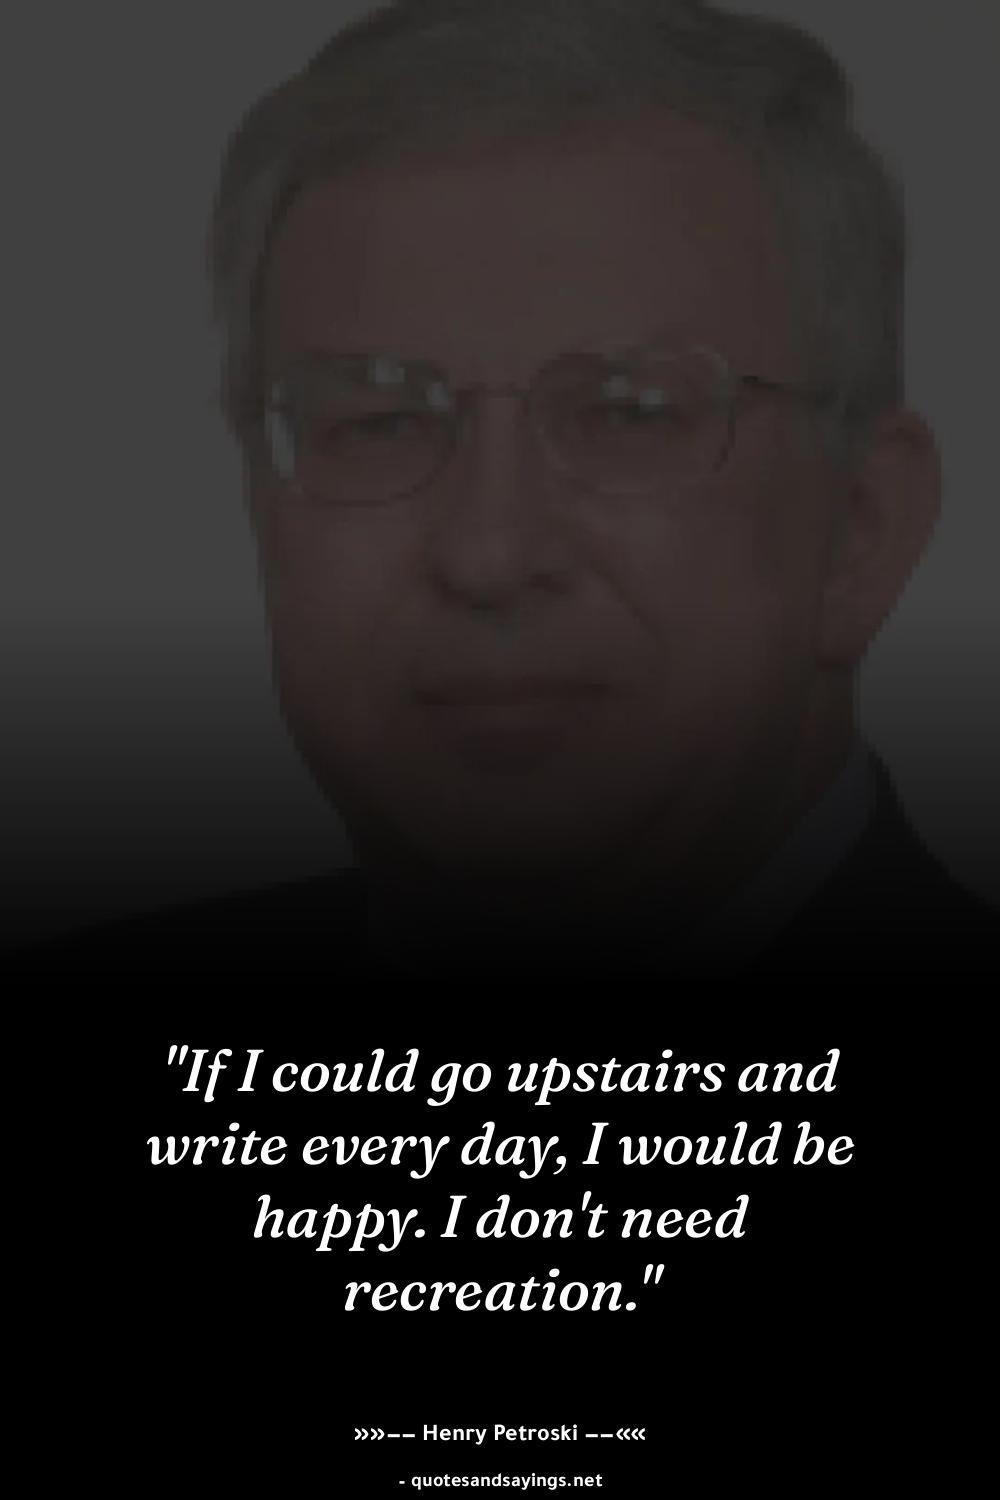 "If I could go upstairs and
write every day, I would be
happy. I don't need
recreation."
»»−− Henry Petroski −−««
- quotesandsayings.net